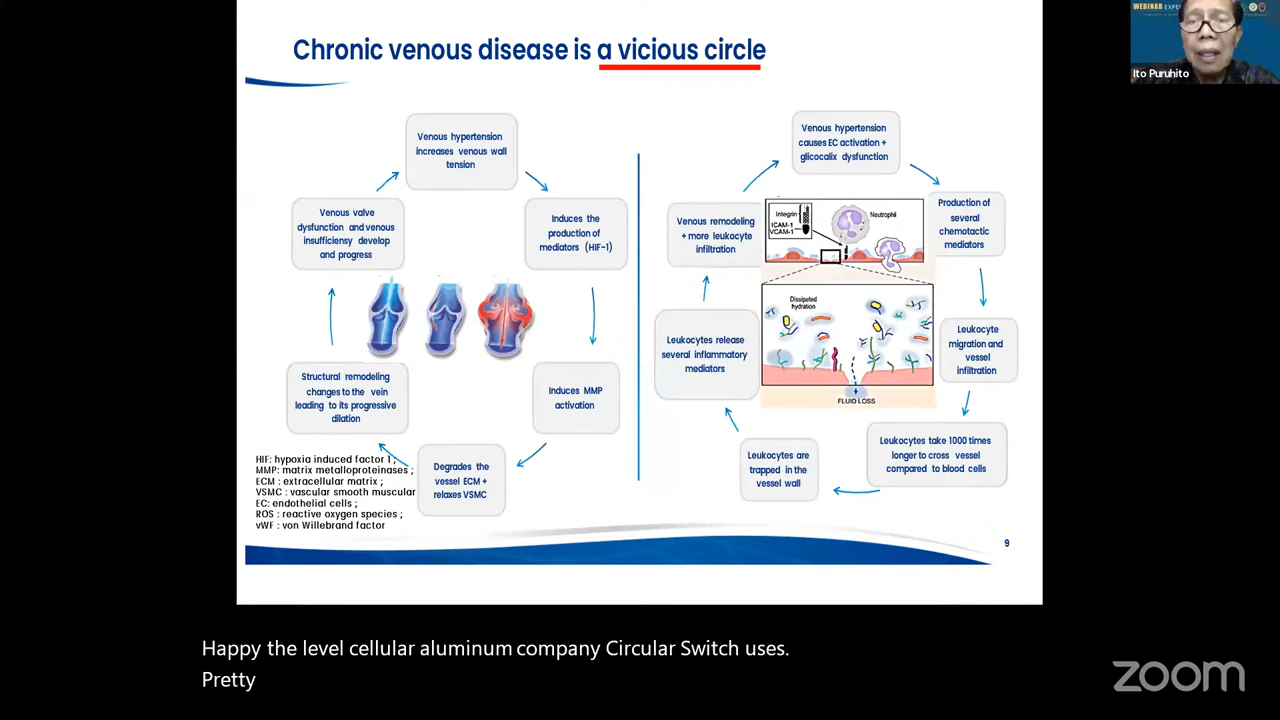 Chronic venous disease is a vicious circle
WEBINAR
Ito Puruhito
Venous hypertension
increases venous wall
tension
Induces the
production of
mediators (HIF-1)
Induces MMP
activation
Degrades the
vessel ECM +
relaxes VSMC
Structural remodeling
changes to the vein
leading to its progressive
dilation
Venous valve
dysfunction and venous
insufficiensy develop
and progress
HIF: hypoxia induced factor 1 ;
MMP: matrix metalloproteinases ;
ECM : extracellular matrix ;
VSMC : vascular smooth muscular
EC: endothelial cells ;
ROS : reactive oxygen species ;
vWF : von Willebrand factor
Venous hypertension
causes EC activation +
glicocalix dysfunction
Production of
several
chemotactic
mediators
Leukocyte
migration and
vessel
infiltration
Leukocytes take 1000 times
longer to cross vessel
compared to blood cells
Leukocytes are
trapped in the
vessel wall
Leukocytes release
several inflammatory
mediators
Venous remodeling
+ more leukocyte
infiltration
Integrin
ICAM-1
VCAM-1
Neutrophil
Dissipated
hydration
FLUID LOSS
9
Happy the level cellular aluminum company Circular Switch uses.
Pretty
zoom